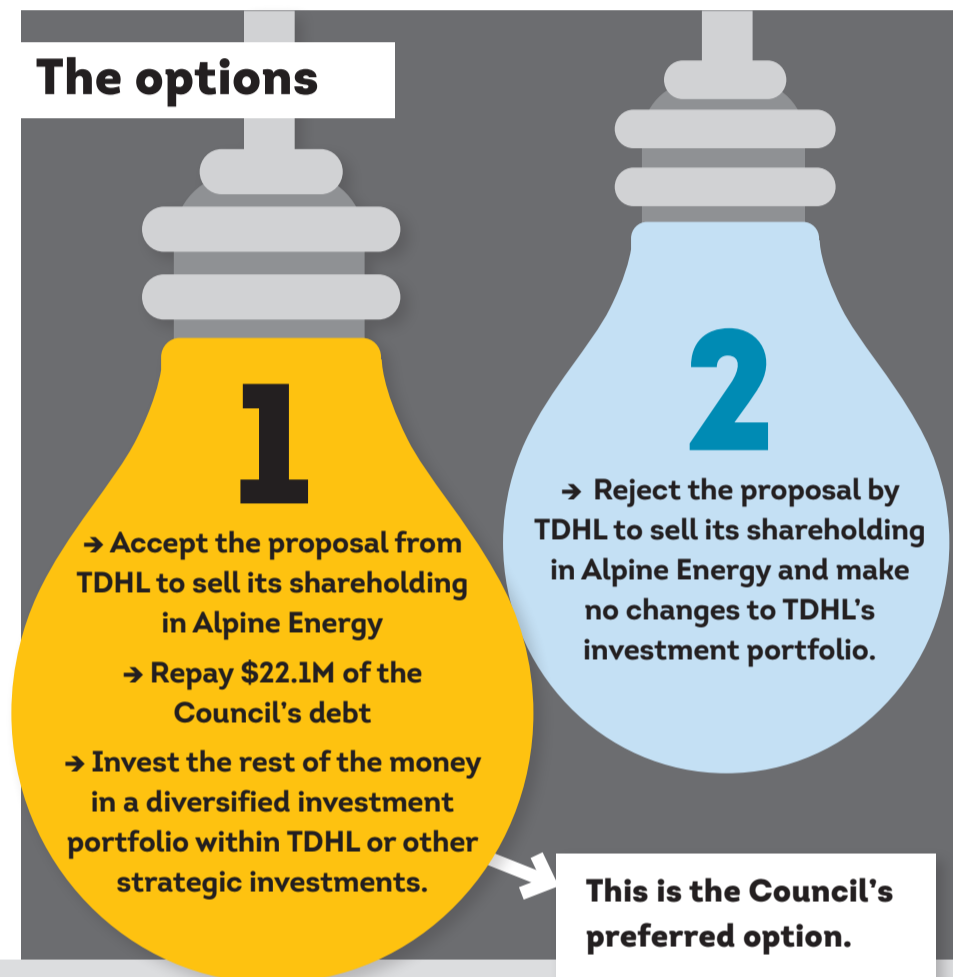 The options
1
→ Accept the proposal from
TDHL to sell its shareholding
in Alpine Energy
→ Repay $22.1M of the
Council's debt
→ Invest the rest of the money
in a diversified investment
portfolio within TDHL or other
strategic investments.
This is the Council's
preferred option.
2
→ Reject the proposal by
TDHL to sell its shareholding
in Alpine Energy and make
no changes to TDHL's
investment portfolio.